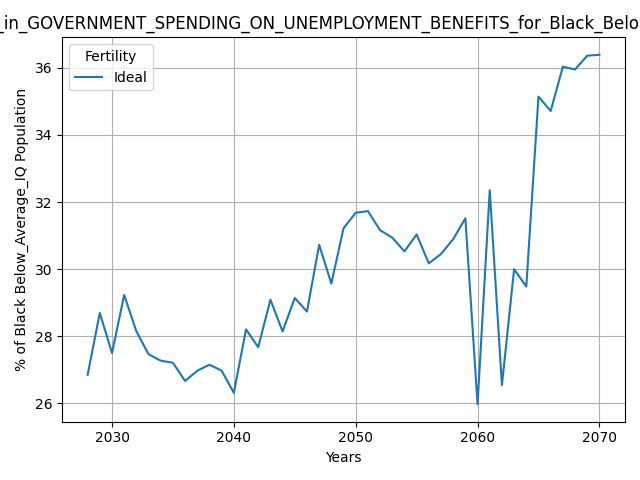 _in_GOVERNMENT_SPENDING_ON_UNEMPLOYMENT_BENEFITS_for_Black_Belo
Fertility
Ideal
% of Black Below_Average_IQ Population
36
34
32
30
28
26
2030 2040 2050 2060 2070
Years